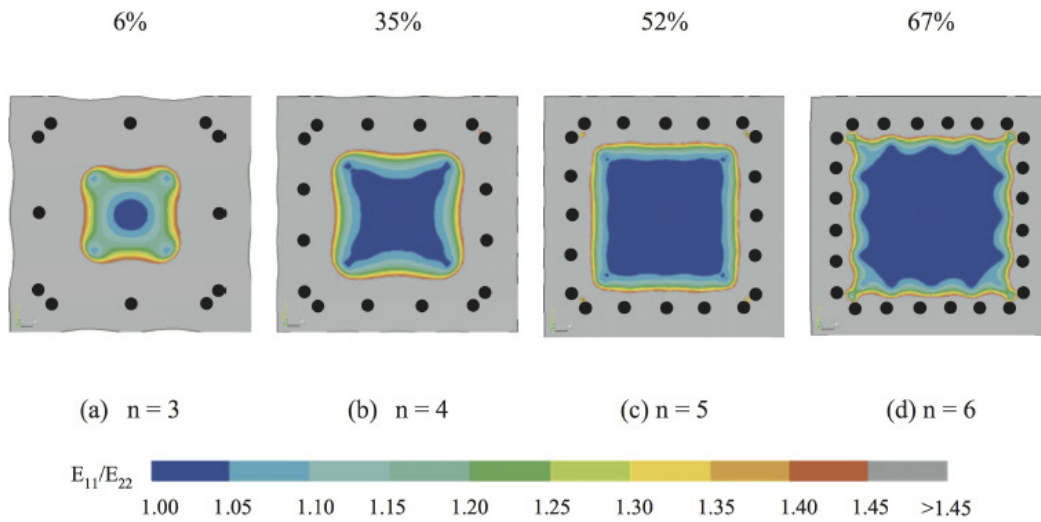 6% 35% 52% 67%
(a) n = 3 (b) n = 4 (c) n = 5 (d) n = 6
E₁₁/E₂₂
1.00 1.05 1.10 1.15 1.20 1.25 1.30 1.35 1.40 1.45 >1.45